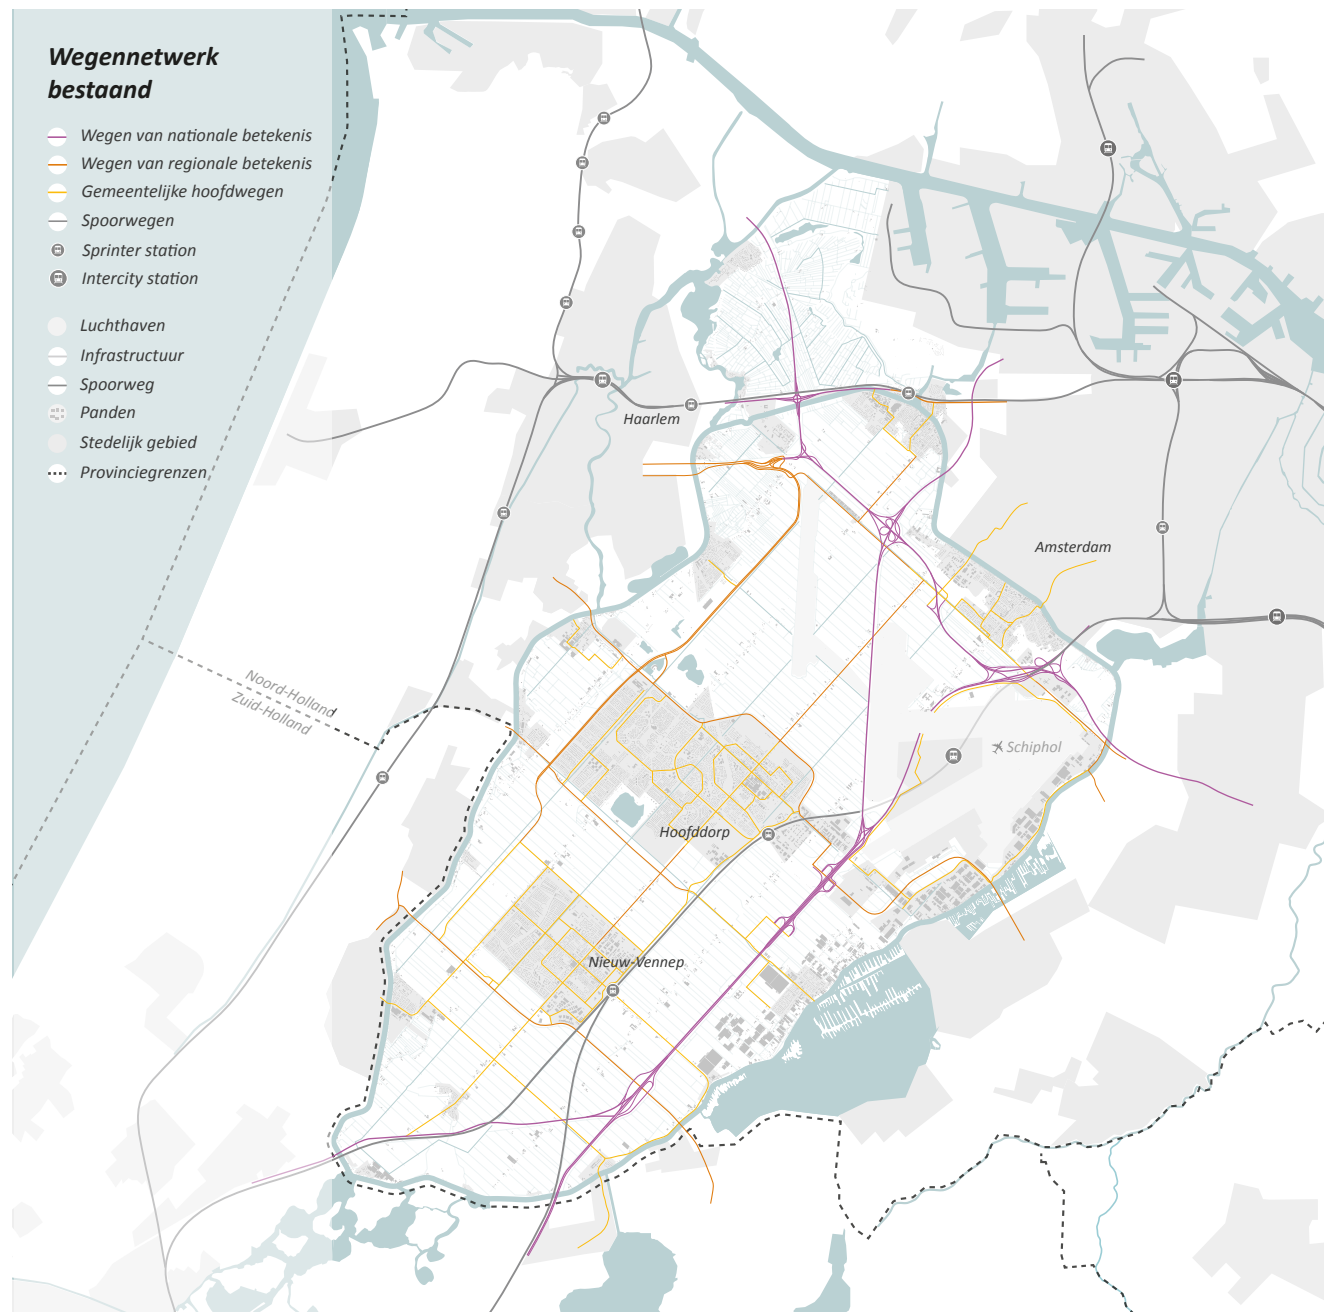 Wegennetwerk
bestaand
Wegen van nationale betekenis
Wegen van regionale betekenis
Gemeentelijke hoofdwegen
Spoorwegen
Sprinter station
Intercity station
Luchthaven
Infrastructuur
Spoorweg
Panden
Stedelijk gebied
Provinciegrenzen
Haarlem
Amsterdam
Noord-Holland
Zuid-Holland
Schiphol
Hoofddorp
Nieuw-Vennep